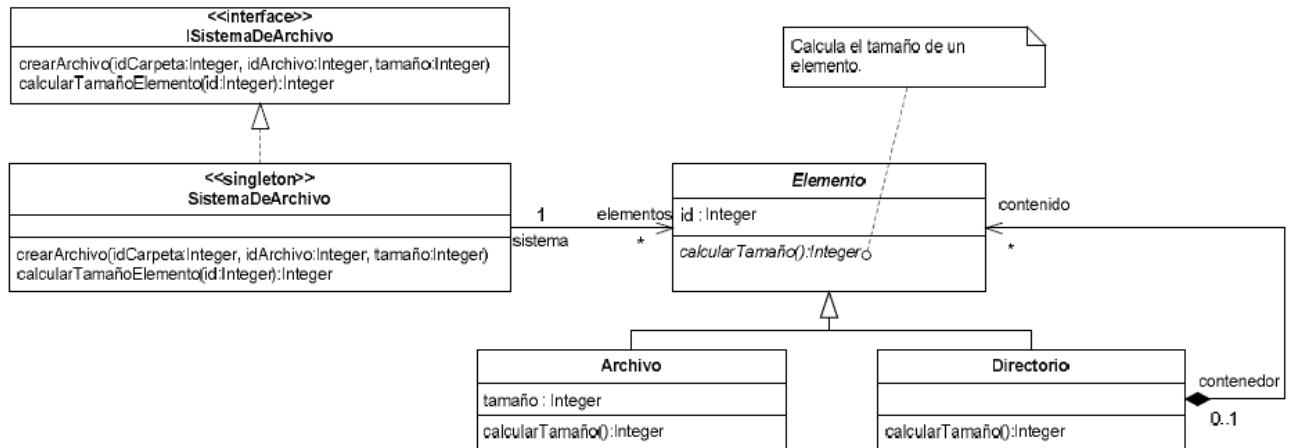 <<interface>>
ISistemaDeArchivo
crearArchivo(idCarpeta:Integer, idArchivo:Integer, tamaño:Integer)
calcularTamañoElemento(id:Integer):Integer
Calcula el tamaño de un
elemento.
<<singleton>>
SistemaDeArchivo
crearArchivo(idCarpeta:Integer, idArchivo:Integer, tamaño:Integer)
calcularTamañoElemento(id:Integer):Integer
1
sistema
elementos
*
Elemento
id : Integer
calcularTamaño():Integer
contenido
*
Archivo
tamaño : Integer
calcularTamaño():Integer
Directorio
calcularTamaño():Integer
contenedor
0..1